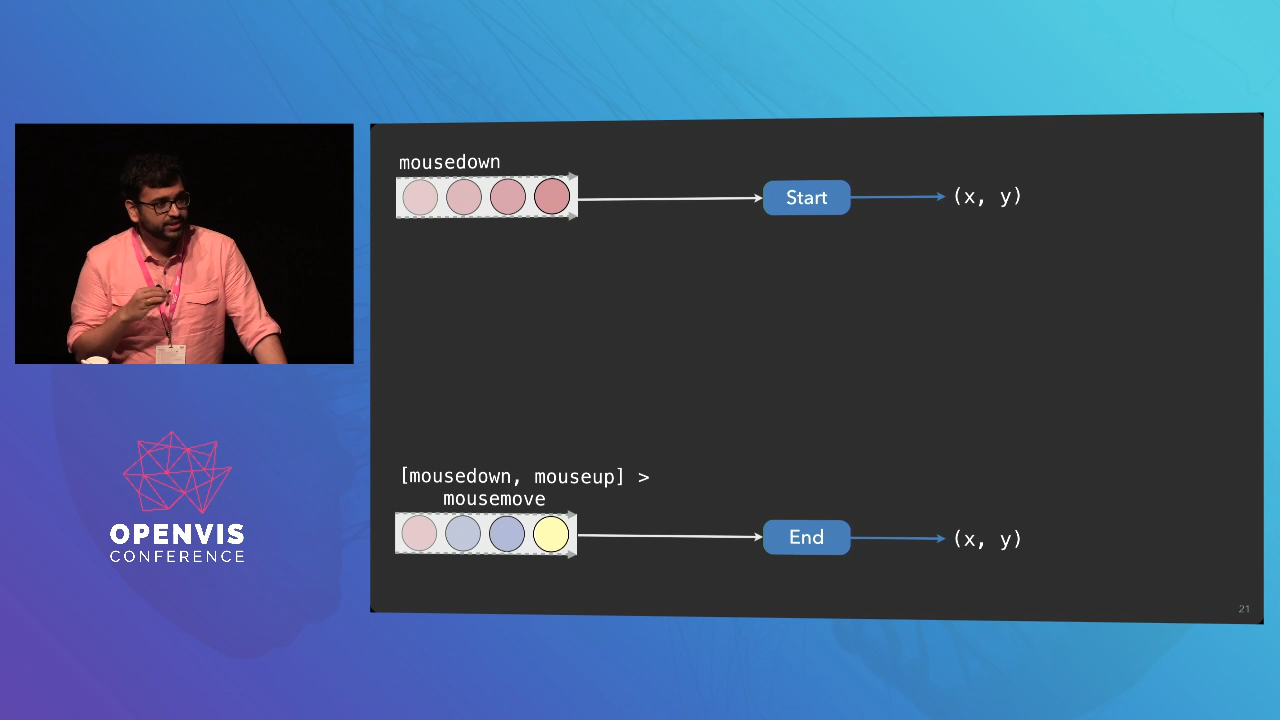 mousedown
Start
(x, y)
[mousedown, mouseup] >
mousemove
End
(x, y)
21
OPENVIS
CONFERENCE